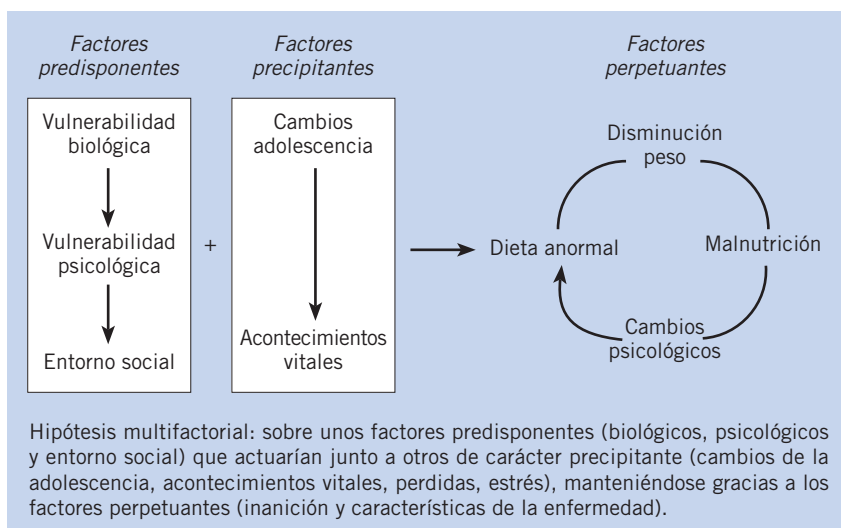 Factores
predisponentes
Factores
precipitantes
Factores
perpetuantes
Vulnerabilidad
biológica
Vulnerabilidad
psicológica
Entorno social
+
Cambios
adolescencia
Acontecimientos
vitales
Disminución
peso
Dieta anormal
Malnutrición
Cambios
psicológicos
Hipótesis multifactorial: sobre unos factores predisponentes (biológicos, psicológicos
y entorno social) que actuarían junto a otros de carácter precipitante (cambios de la
adolescencia, acontecimientos vitales, perdidas, estrés), manteniéndose gracias a los
factores perpetuantes (inanición y características de la enfermedad).